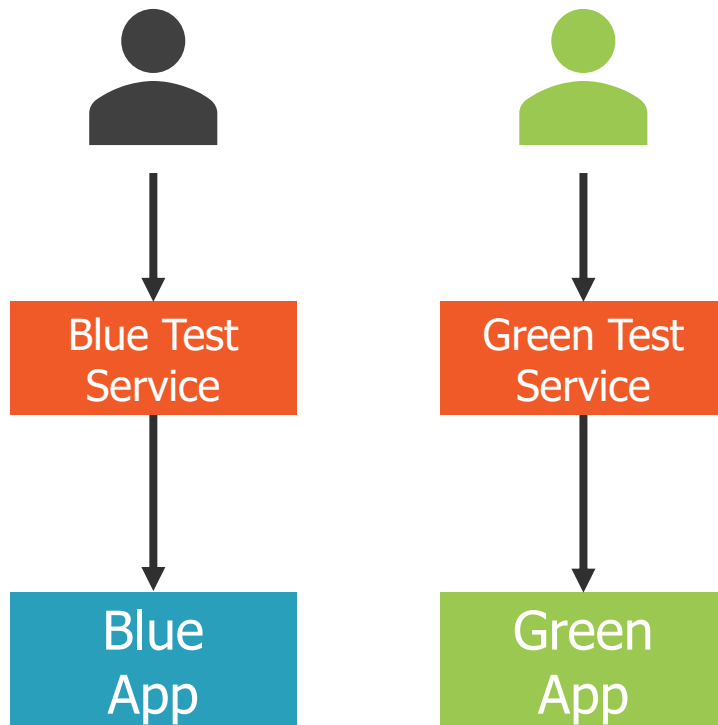 Blue Test
Service
Green Test
Service
Blue
App
Green
App